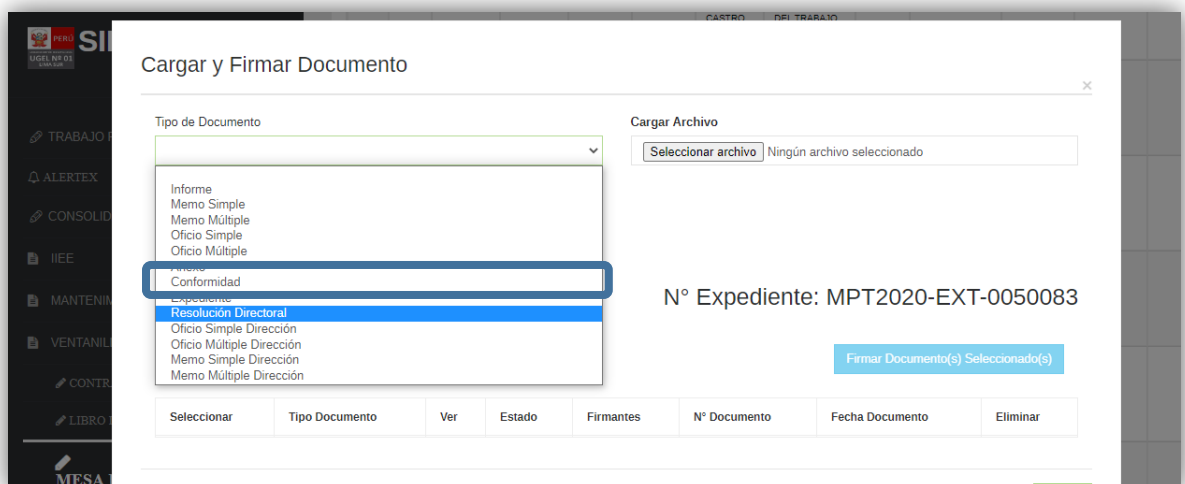 CASTRO DEL TRABAJO
PERÚ
UGEL Nº 01
LIMA SUR
Cargar y Firmar Documento
×
TRABAJO
ALERTEX
CONSOLID
IIEE
MANTENIM
VENTANILL
CONTR
LIBRO
MESA
Tipo de Documento
Informe
Memo Simple
Memo Múltiple
Oficio Simple
Oficio Múltiple
Anexo
Conformidad
Expediente
Resolución Directoral
Oficio Simple Dirección
Oficio Múltiple Dirección
Memo Simple Dirección
Memo Múltiple Dirección
Cargar Archivo
Seleccionar archivo Ningún archivo seleccionado
N° Expediente: MPT2020-EXT-0050083
Firmar Documento(s) Seleccionado(s)
Seleccionar Tipo Documento Ver Estado Firmantes N° Documento Fecha Documento Eliminar